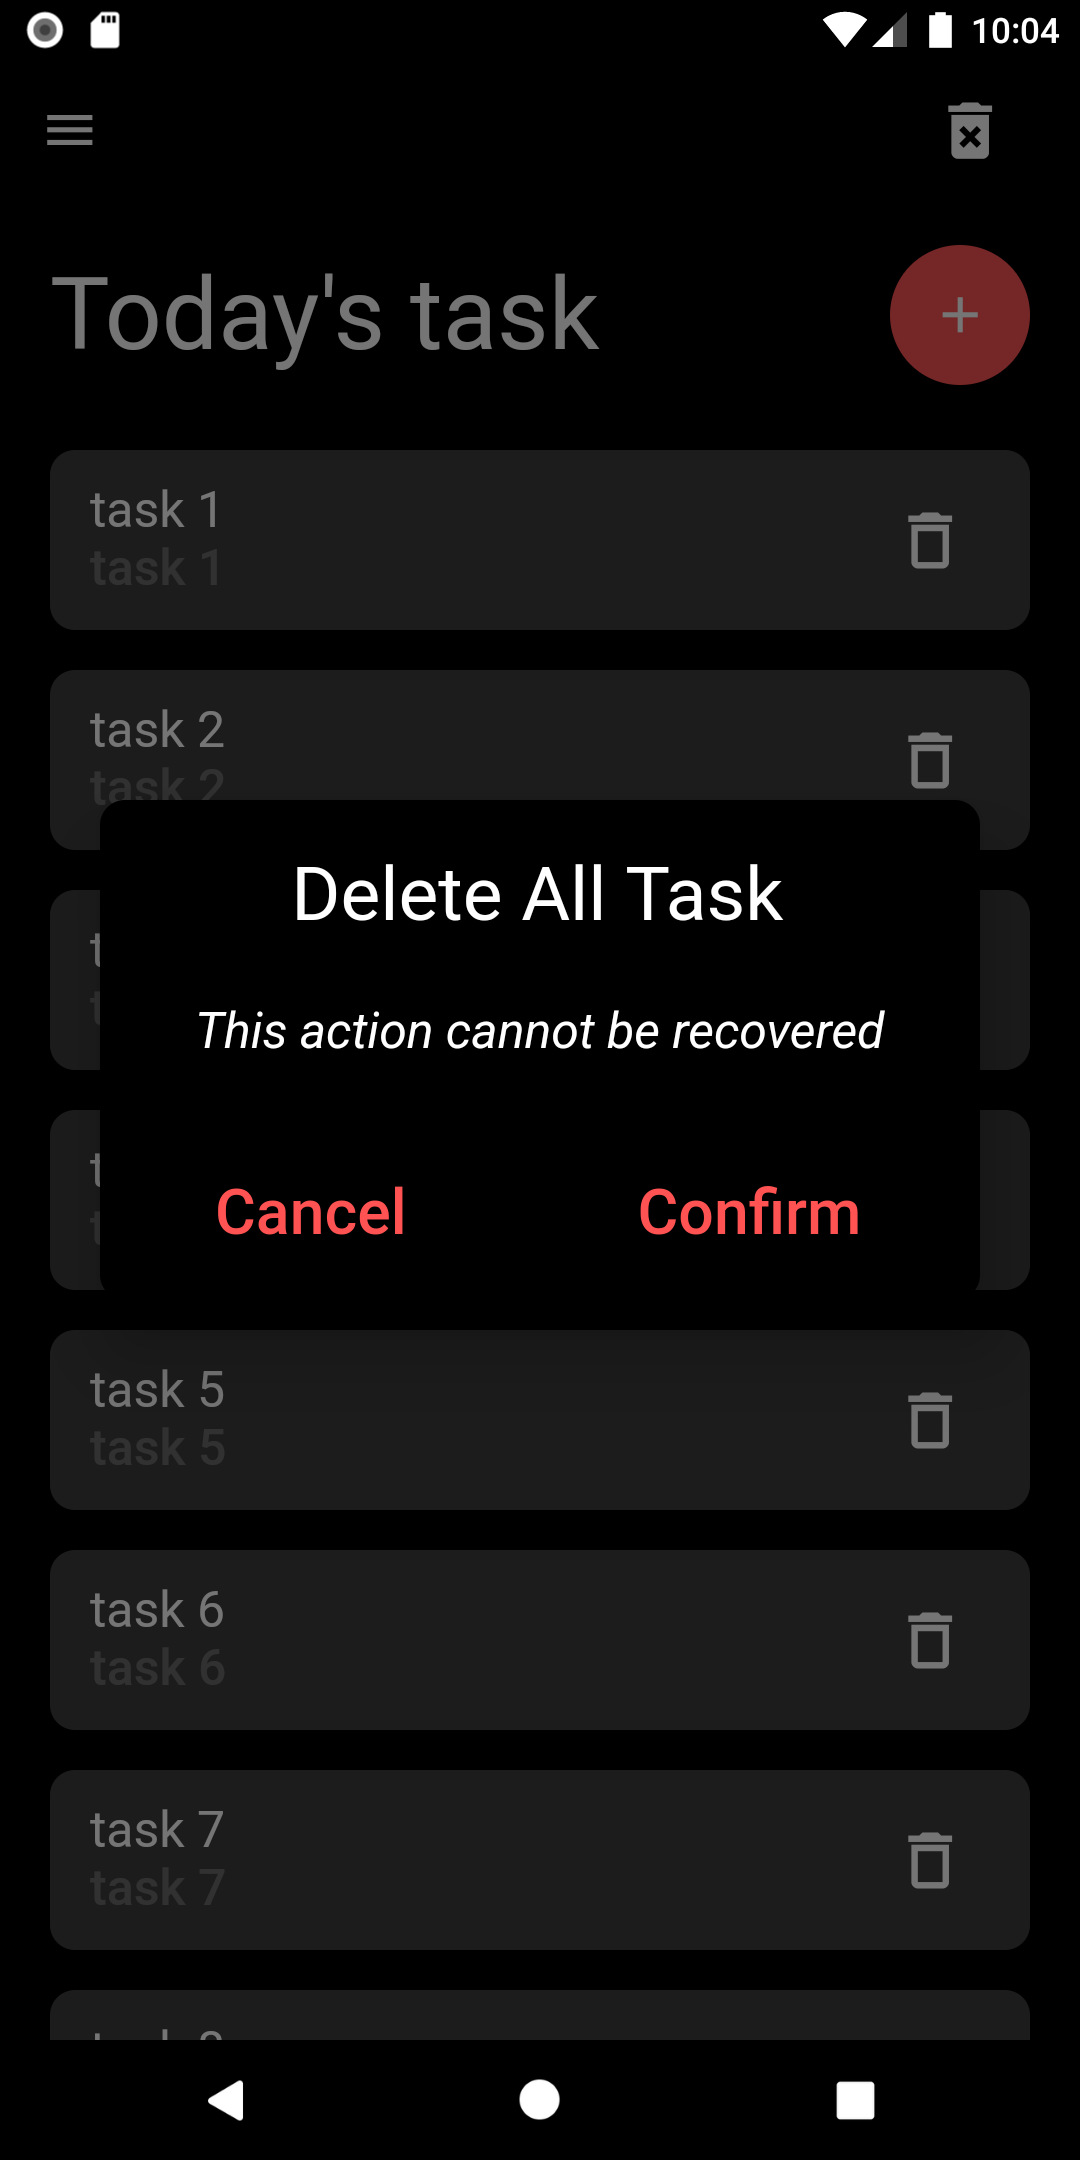 10:04
Today's task
task 1
task 1
task 2
task 2
Delete All Task
This action cannot be recovered
Cancel
Confirm
task 5
task 5
task 6
task 6
task 7
task 7